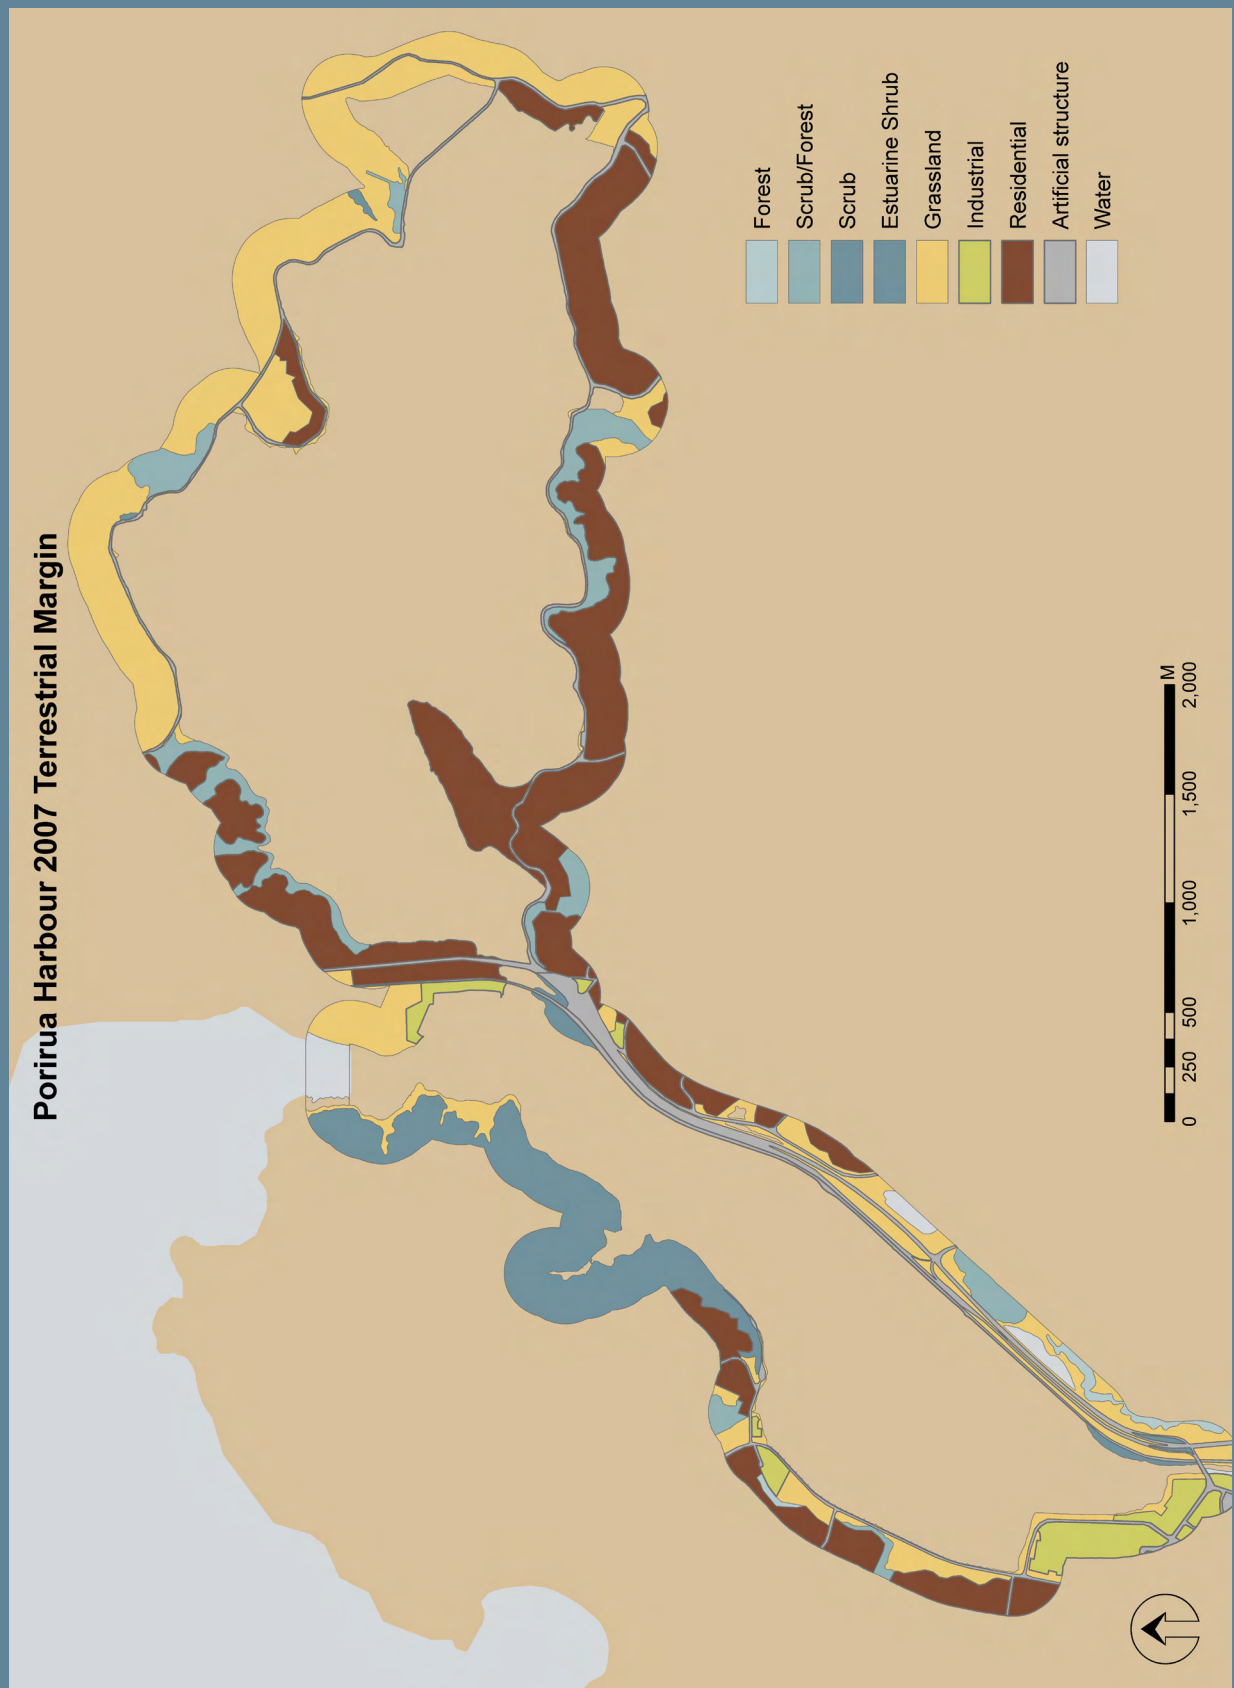 Porirua Harbour 2007 Terrestrial Margin
Forest
Scrub/Forest
Scrub
Estuarine Shrub
Grassland
Industrial
Residential
Artificial structure
Water
0 250 500 1,000 1,500 2,000
M